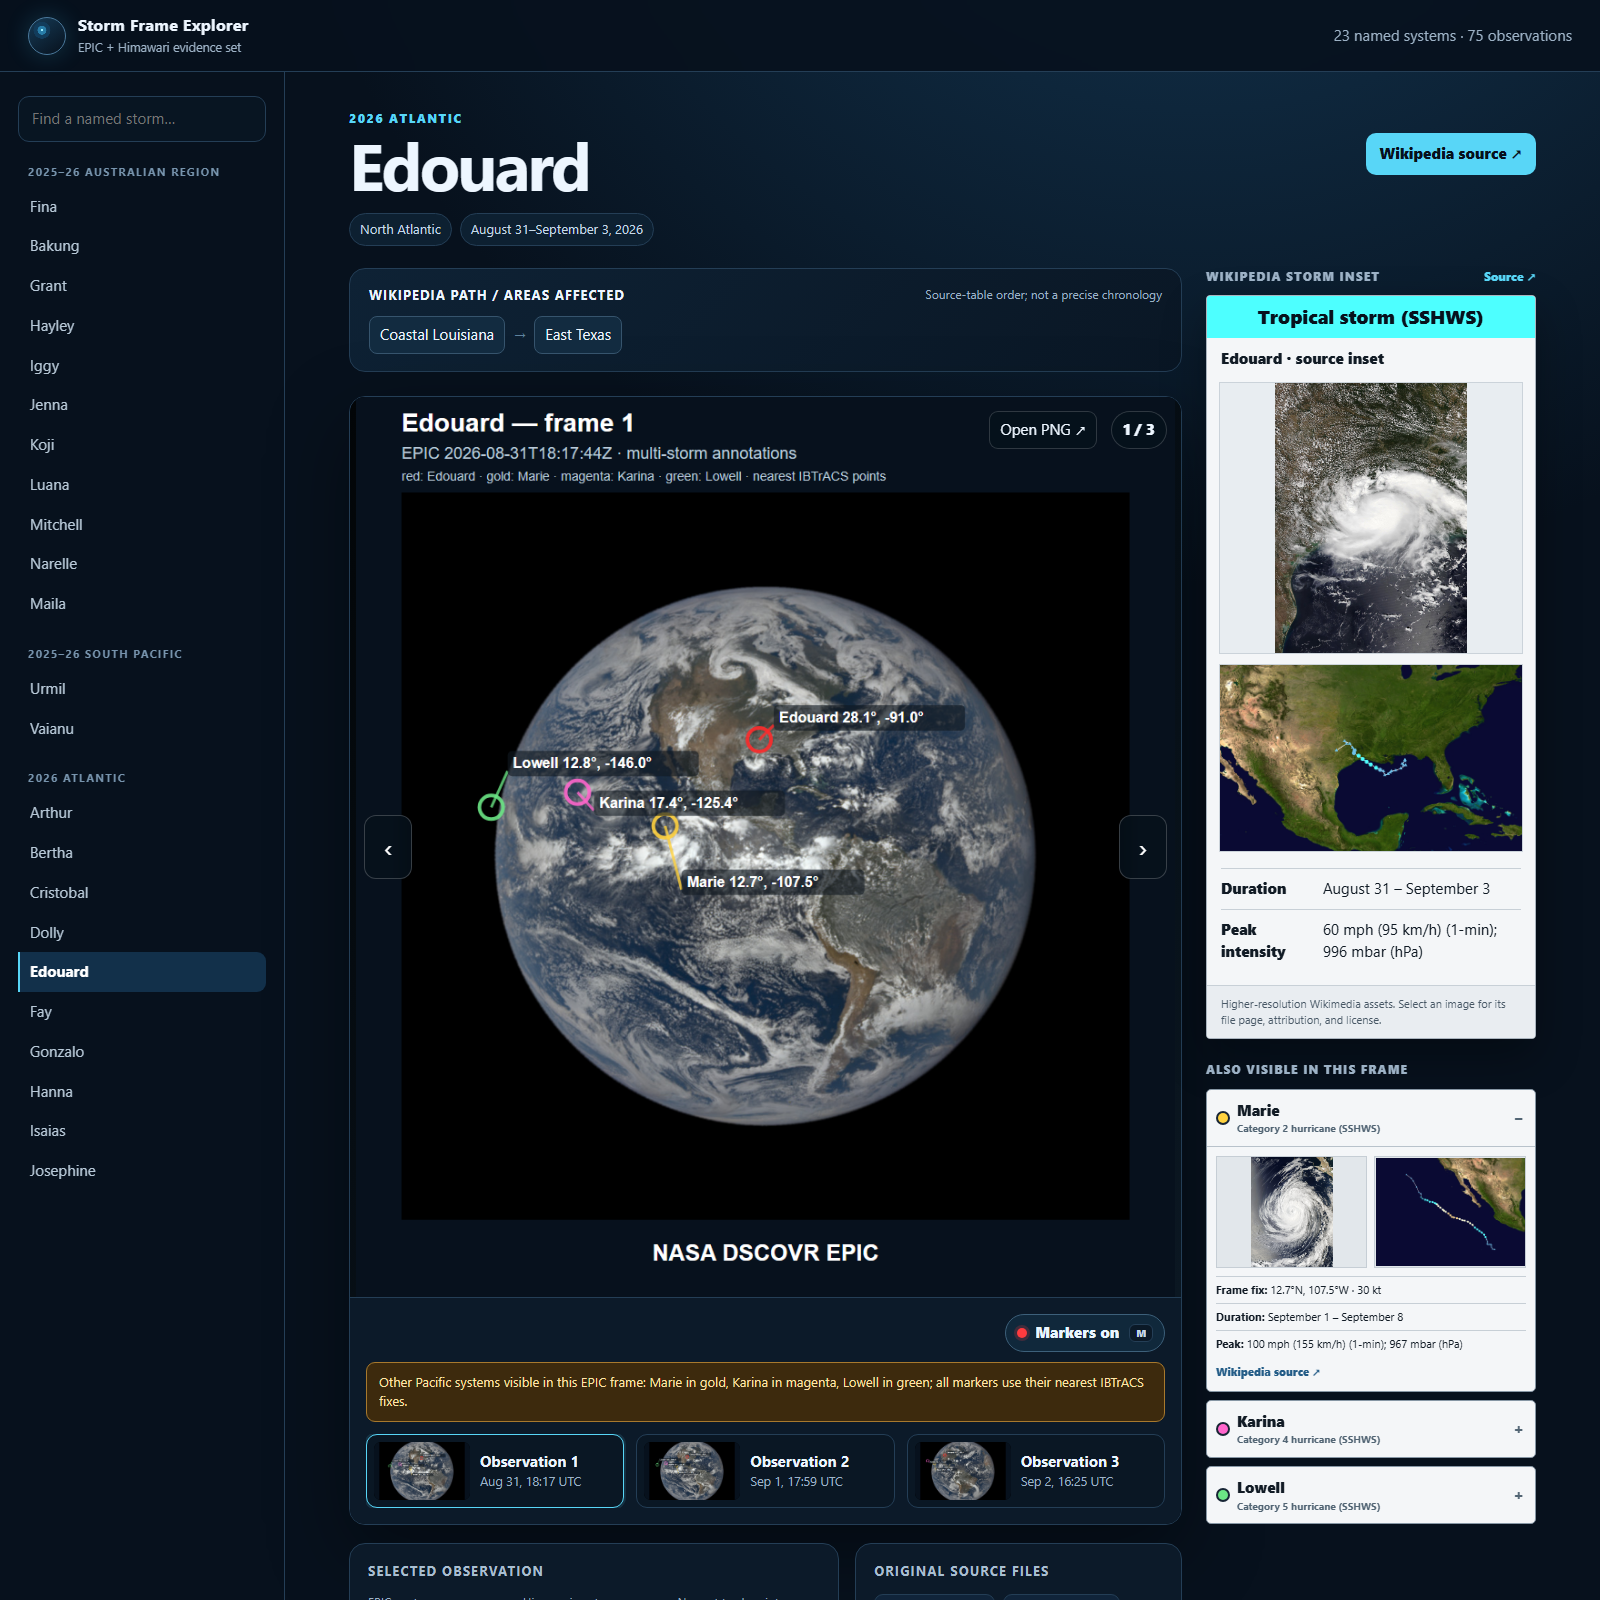 Storm Frame Explorer
EPIC + Himawari evidence set
23 named systems · 75 observations
Find a named storm...
2025–26 AUSTRALIAN REGION
Fina
Bakung
Grant
Hayley
Iggy
Jenna
Koji
Luana
Mitchell
Narelle
Maila
2025–26 SOUTH PACIFIC
Urmil
Vaianu
2026 ATLANTIC
Arthur
Bertha
Cristobal
Dolly
Edouard
Fay
Gonzalo
Hanna
Isaias
Josephine
2026 ATLANTIC
Edouard
North Atlantic
August 31–September 3, 2026
Wikipedia source ↗
WIKIPEDIA PATH / AREAS AFFECTED
Source-table order; not a precise chronology
Coastal Louisiana → East Texas
Edouard — frame 1
EPIC 2026-08-31T18:17:44Z · multi-storm annotations
red: Edouard · gold: Marie · magenta: Karina · green: Lowell · nearest IBTrACS points
Open PNG ↗
1 / 3
Edouard 28.1°, -91.0°
Lowell 12.8°, -146.0°
Karina 17.4°, -125.4°
Marie 12.7°, -107.5°
‹
›
NASA DSCOVR EPIC
Markers on M
Other Pacific systems visible in this EPIC frame: Marie in gold, Karina in magenta, Lowell in green; all markers use their nearest IBTrACS
fixes.
Observation 1
Aug 31, 18:17 UTC
Observation 2
Sep 1, 17:59 UTC
Observation 3
Sep 2, 16:25 UTC
SELECTED OBSERVATION
ORIGINAL SOURCE FILES
WIKIPEDIA STORM INSET
Source ↗
Tropical storm (SSHWS)
Edouard · source inset
Duration August 31 – September 3
Peak intensity 60 mph (95 km/h) (1-min);
996 mbar (hPa)
Higher-resolution Wikimedia assets. Select an image for its
file page, attribution, and license.
ALSO VISIBLE IN THIS FRAME
Marie
Category 2 hurricane (SSHWS)
–
Frame fix: 12.7°N, 107.5°W · 30 kt
Duration: September 1 – September 8
Peak: 100 mph (155 km/h) (1-min); 967 mbar (hPa)
Wikipedia source ↗
Karina
Category 4 hurricane (SSHWS)
+
Lowell
Category 5 hurricane (SSHWS)
+